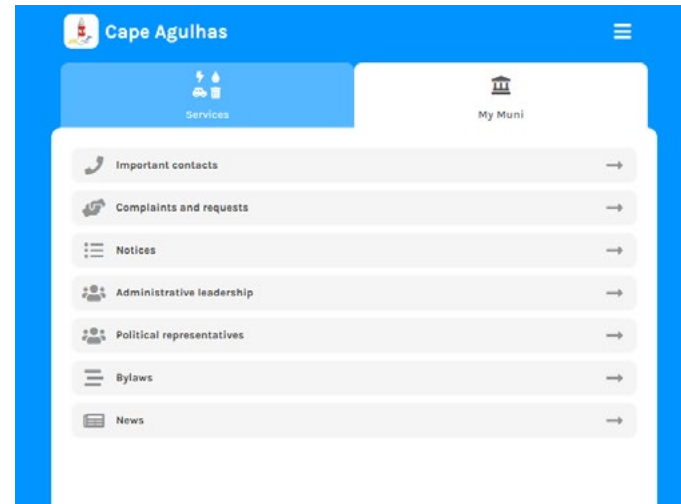 Cape Agulhas
Services
My Muni
Important contacts
Complaints and requests
Notices
Administrative leadership
Political representatives
Bylaws
News